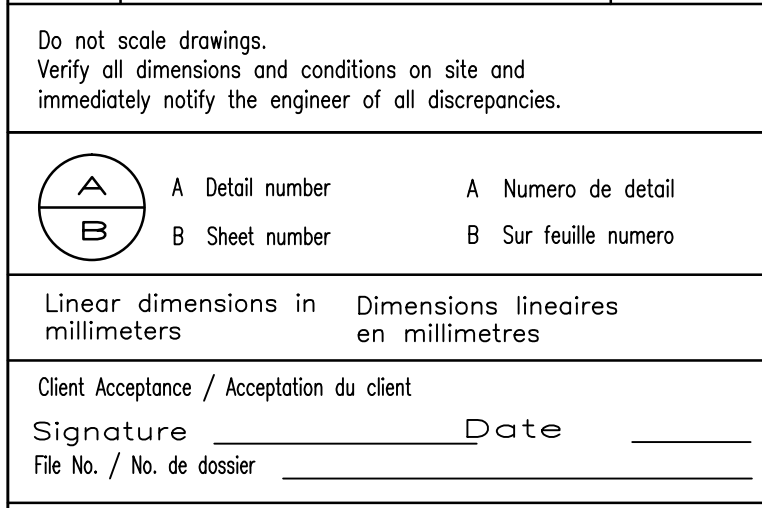 Do not scale drawings.
Verify all dimensions and conditions on site and
immediately notify the engineer of all discrepancies.
A
B
A Detail number
B Sheet number
A Numero de detail
B Sur feuille numero
Linear dimensions in
millimeters
Dimensions lineaires
en millimetres
Client Acceptance / Acceptation du client
Signature Date
File No. / No. de dossier